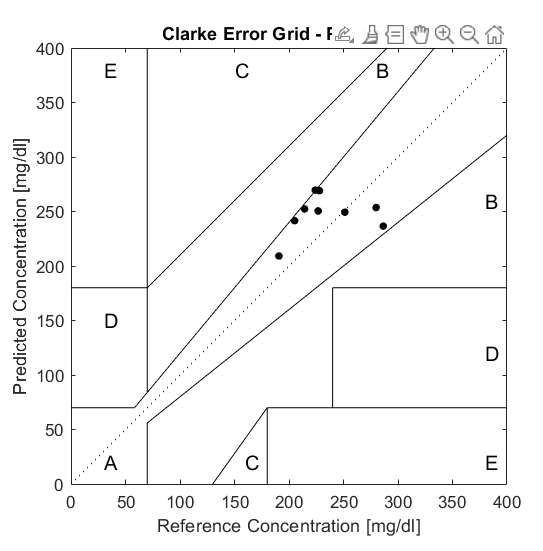 Clarke Error Grid -
400
350
300
250
200
150
100
50
0
E
C
B
B
D
D
A
C
E
0
50
100
150
200
250
300
350
400
Predicted Concentration [mg/dl]
Reference Concentration [mg/dl]